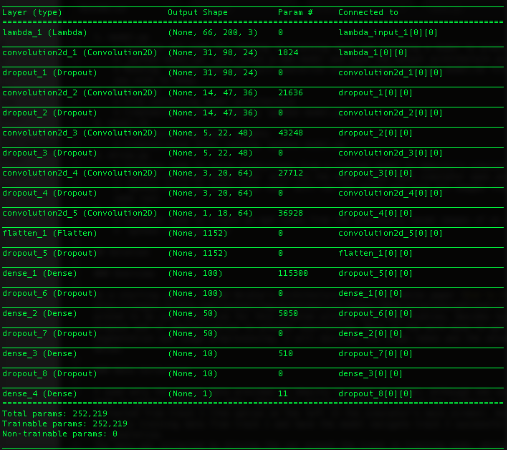 Layer (type) Output Shape Param # Connected to
lambda_1 (Lambda) (None, 66, 200, 3) 0 lambda_input_1[0][0]
convolution2d_1 (Convolution2D) (None, 31, 98, 24) 1824 lambda_1[0][0]
dropout_1 (Dropout) (None, 31, 98, 24) 0 convolution2d_1[0][0]
convolution2d_2 (Convolution2D) (None, 14, 47, 36) 21636 dropout_1[0][0]
dropout_2 (Dropout) (None, 14, 47, 36) 0 convolution2d_2[0][0]
convolution2d_3 (Convolution2D) (None, 5, 22, 48) 43248 dropout_2[0][0]
dropout_3 (Dropout) (None, 5, 22, 48) 0 convolution2d_3[0][0]
convolution2d_4 (Convolution2D) (None, 3, 20, 64) 27712 dropout_3[0][0]
dropout_4 (Dropout) (None, 3, 20, 64) 0 convolution2d_4[0][0]
convolution2d_5 (Convolution2D) (None, 1, 18, 64) 36928 dropout_4[0][0]
flatten_1 (Flatten) (None, 1152) 0 convolution2d_5[0][0]
dropout_5 (Dropout) (None, 1152) 0 flatten_1[0][0]
dense_1 (Dense) (None, 100) 115300 dropout_5[0][0]
dropout_6 (Dropout) (None, 100) 0 dense_1[0][0]
dense_2 (Dense) (None, 50) 5050 dropout_6[0][0]
dropout_7 (Dropout) (None, 50) 0 dense_2[0][0]
dense_3 (Dense) (None, 10) 510 dropout_7[0][0]
dropout_8 (Dropout) (None, 10) 0 dense_3[0][0]
dense_4 (Dense) (None, 1) 11 dropout_8[0][0]
Total params: 252,219
Trainable params: 252,219
Non-trainable params: 0